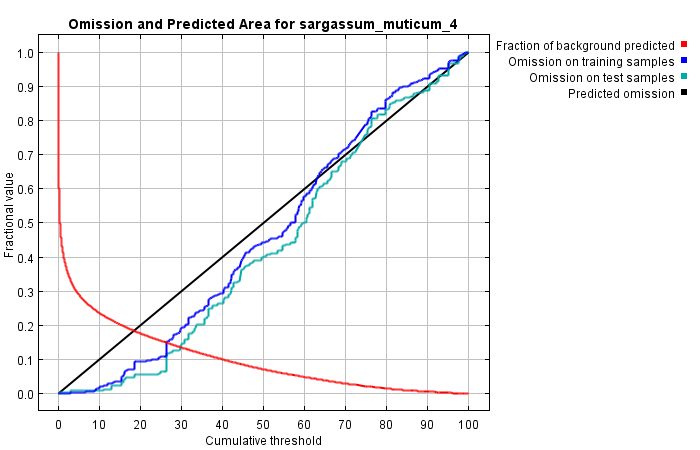 Omission and Predicted Area for sargassum_muticum_4
Fraction of background predicted
Omission on training samples
Omission on test samples
Predicted omission
Fractional value
1.0
0.9
0.8
0.7
0.6
0.5
0.4
0.3
0.2
0.1
0.0
0 10 20 30 40 50 60 70 80 90 100
Cumulative threshold